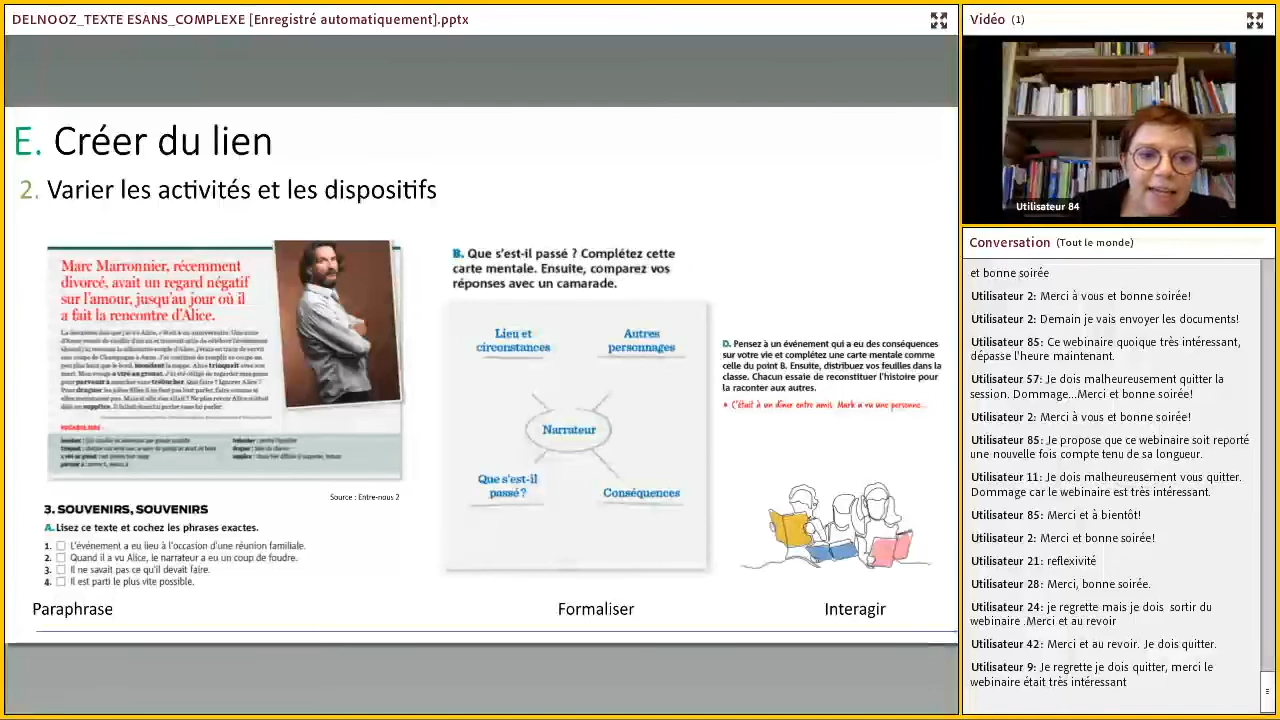 DELNOOZ_TEXTE ESANS_COMPLEXE [Enregistré automatiquement].pptx
E. Créer du lien
2. Varier les activités et les dispositifs
Marc Marronnier, récemment
divorcé, avait un regard négatif
sur l'amour, jusqu'au jour où il
a fait la rencontre d'Alice.
Source : Entre-nous 2
3. SOUVENIRS, SOUVENIRS
A. Lisez ce texte et cochez les phrases exactes.
1. L'événement a eu lieu à l'occasion d'une réunion familiale.
2. Quand il a vu Alice, le narrateur a eu un coup de foudre.
3. Il ne savait pas ce qu'il devait faire.
4. Il est parti le plus vite possible.
Paraphrase
B. Que s'est-il passé ? Complétez cette
carte mentale. Ensuite, comparez vos
réponses avec un camarade.
Lieu et
circonstances
Autres
personnages
Narrateur
Que s'est-il
passé ?
Conséquences
Formaliser
D. Pensez à un événement qui a eu des conséquences
sur votre vie et complétez une carte mentale comme
celle du point B. Ensuite, distribuez vos feuilles dans la
classe. Chacun essaie de reconstituer l'histoire pour
la raconter aux autres.
• C'était à un dîner entre amis. Mark a vu une personne...
Interagir
Vidéo (1)
Utilisateur 84
Conversation (Tout le monde)
et bonne soirée
Utilisateur 2: Merci à vous et bonne soirée!
Utilisateur 2: Demain je vais envoyer les documents!
Utilisateur 85: Ce webinaire quoique très intéressant,
dépasse l'heure maintenant.
Utilisateur 57: Je dois malheureusement quitter la
session. Dommage...Merci et bonne soirée!
Utilisateur 2: Merci à vous et bonne soirée!
Utilisateur 85: Je propose que ce webinaire soit reporté
une nouvelle fois compte tenu de sa longueur.
Utilisateur 11: Je dois malheureusement vous quitter.
Dommage car le webinaire est très intéressant.
Utilisateur 85: Merci et à bientôt!
Utilisateur 2: Merci et bonne soirée!
Utilisateur 21: reflexivité
Utilisateur 28: Merci, bonne soirée.
Utilisateur 24: je regrette mais je dois sortir du
webinaire .Merci et au revoir
Utilisateur 42: Merci et au revoir. Je dois quitter.
Utilisateur 9: Je regrette je dois quitter, merci le
webinaire était très intéressant